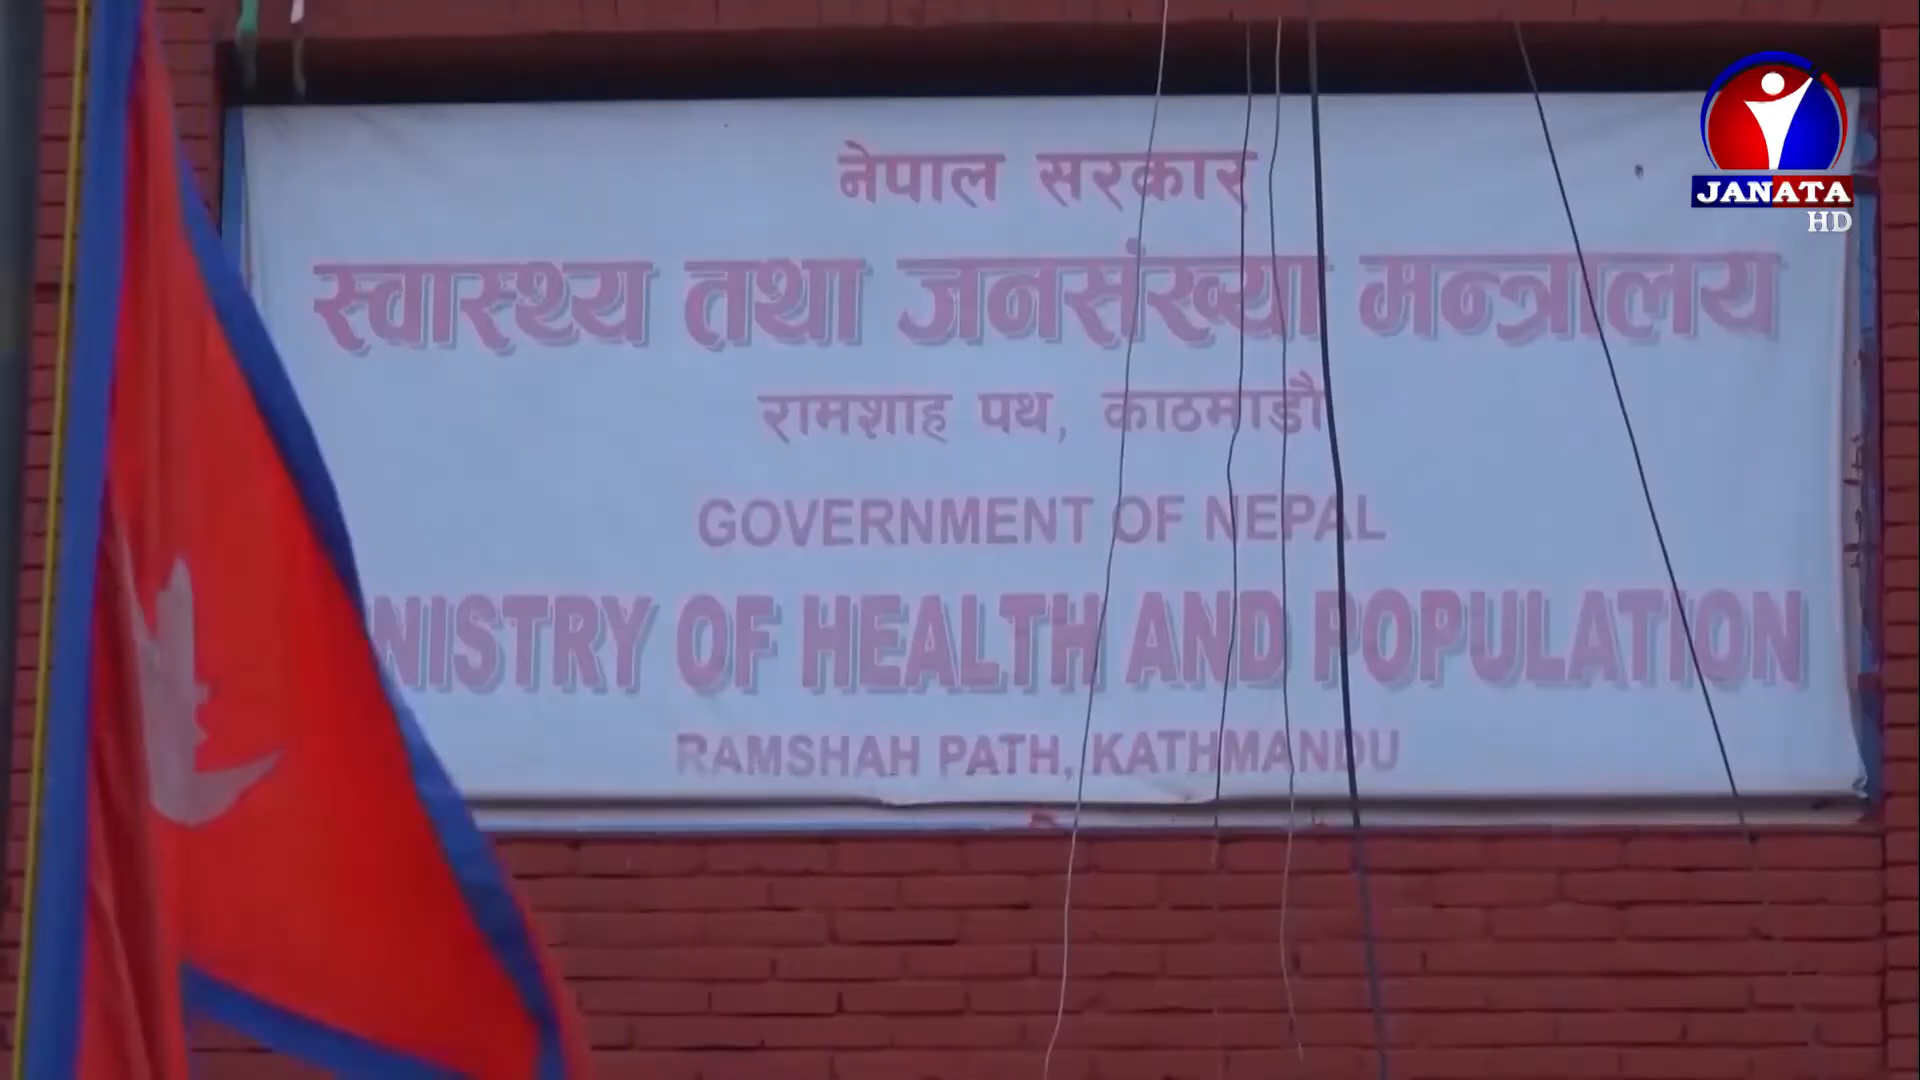 नेपाल सरकार
स्वास्थ्य तथा जनसंख्या मन्त्रालय
रामशाह पथ, काठमाडौं
GOVERNMENT OF NEPAL
NISTRY OF HEALTH AND POPULATION
RAMSHAH PATH, KATHMANDU
JANATA
HD